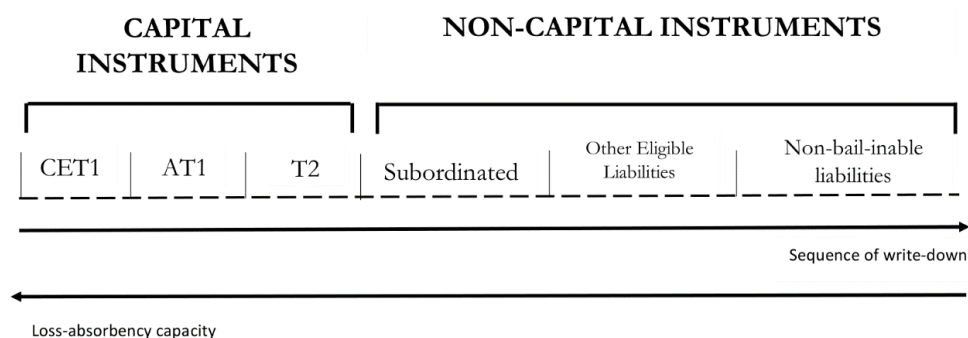 CAPITAL
INSTRUMENTS
NON-CAPITAL INSTRUMENTS
CET1
AT1
T2
Subordinated
Other Eligible
Liabilities
Non-bail-inable
liabilities
Sequence of write-down
Loss-absorbency capacity